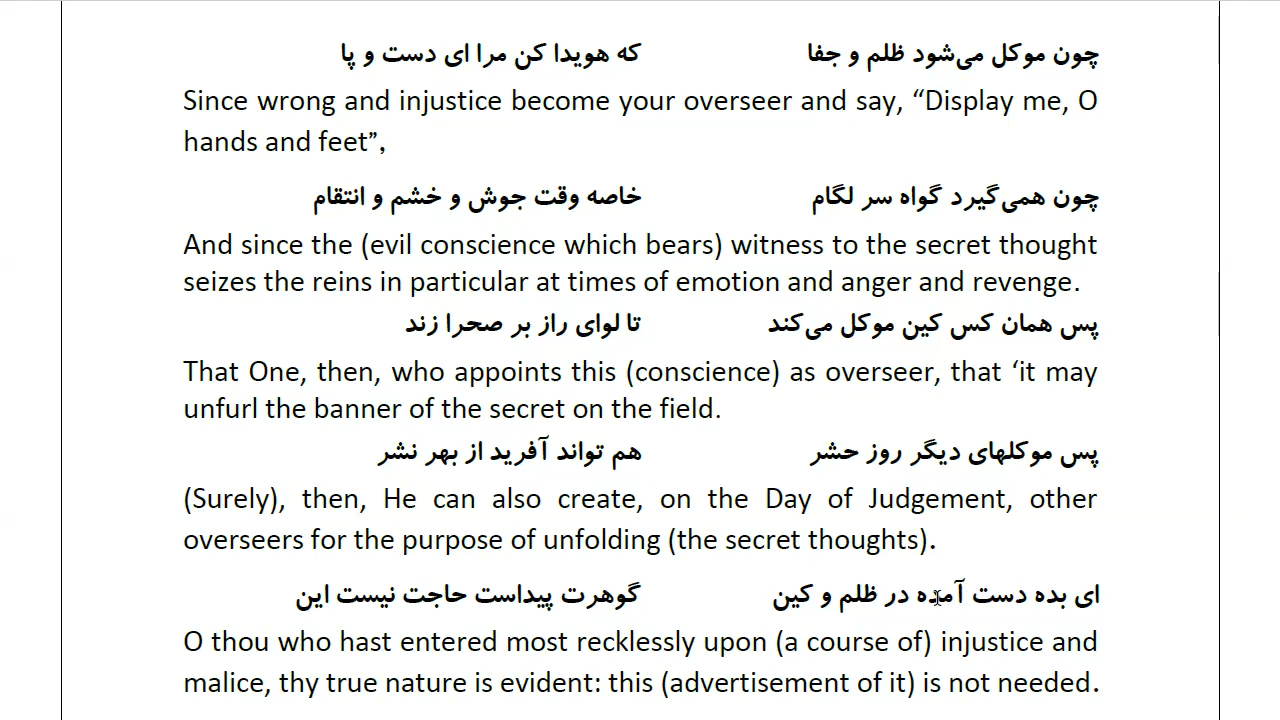 چون موکل می‌شود ظلم و جفا    که هویدا کن مرا ای دست و پا
Since wrong and injustice become your overseer and say, “Display me, O
hands and feet”,
چون همی‌گیرد گواه سر لگام    خاصه وقت جوش و خشم و انتقام
And since the (evil conscience which bears) witness to the secret thought
seizes the reins in particular at times of emotion and anger and revenge.
پس همان کس کین موکل می‌کند    تا لوای راز بر صحرا زند
That One, then, who appoints this (conscience) as overseer, that ‘it may
unfurl the banner of the secret on the field.
پس موکلهای دیگر روز حشر    هم تواند آفرید از بهر نشر
(Surely), then, He can also create, on the Day of Judgement, other
overseers for the purpose of unfolding (the secret thoughts).
ای بده دست آمده در ظلم و کین    گوهرت پیداست حاجت نیست این
O thou who hast entered most recklessly upon (a course of) injustice and
malice, thy true nature is evident: this (advertisement of it) is not needed.